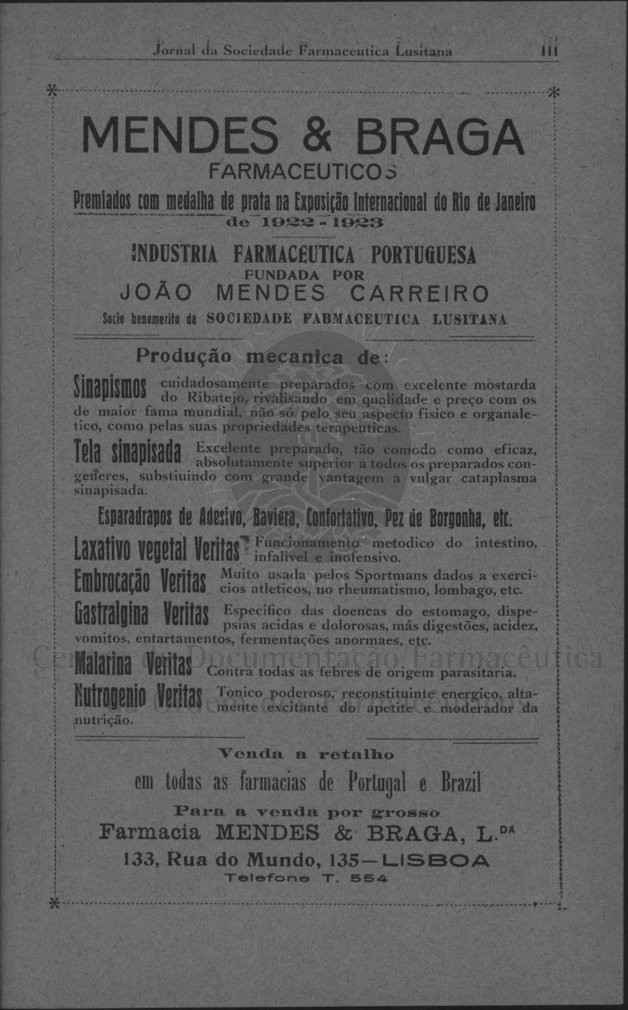 Jornal da Sociedade Farmaceutica Lusitana III
MENDES & BRAGA
FARMACEUTICOS
Premiados com medalha de prata na Exposição Internacional do Rio de Janeiro
de 1922-1923
INDUSTRIA FARMACEUTICA PORTUGUESA
FUNDADA POR
JOÃO MENDES CARREIRO
Socio benemerito da SOCIEDADE FABMACEUTICA LUSITANA
Produção mecanica de:
Sinapismos cuidadosamente preparados com excelente mostarda
do Ribatejo, rivalisando em qualidade e preço com os
de maior fama mundial, não só pelo seu aspecto fisico e organale-
tico, como pelas suas propriedades terapeuticas.
Tela sinapisada Excelente preparado, tão comodo como eficaz,
absolutamente superior a todos os preparados con-
generes, substiuindo com grande vantagem a vulgar cataplasma
sinapisada.
Esparadrapos de Adesivo, Baviera, Confortativo, Pez de Borgonha, etc.
Laxativo vegetal Veritas Funcionamento metodico do intestino,
infalivel e inofensivo.
Embrocação Veritas Muito usada pelos Sportmans dados a exerci-
cios atleticos, no rheumatismo, lombago, etc.
Gastralgina Veritas Especifico das doencas do estomago, dispe-
psias acidas e dolorosas, más digestões, acidez,
vomitos, enfartamentos, fermentações anormaes, etc.
Centro de Documentação Farmacêutica
Malarina Veritas Contra todas as febres de origem parasitaria.
Nutrogenio Veritas Tonico poderoso, reconstituinte energico, alta-
mente excitante do apetite e moderador da
nutrição.
Venda a retalho
em todas as farmacias de Portugal e Brazil
Para a venda por grosso
Farmacia MENDES & BRAGA, L.DA
133, Rua do Mundo, 135—LISBOA
Telefone T. 554